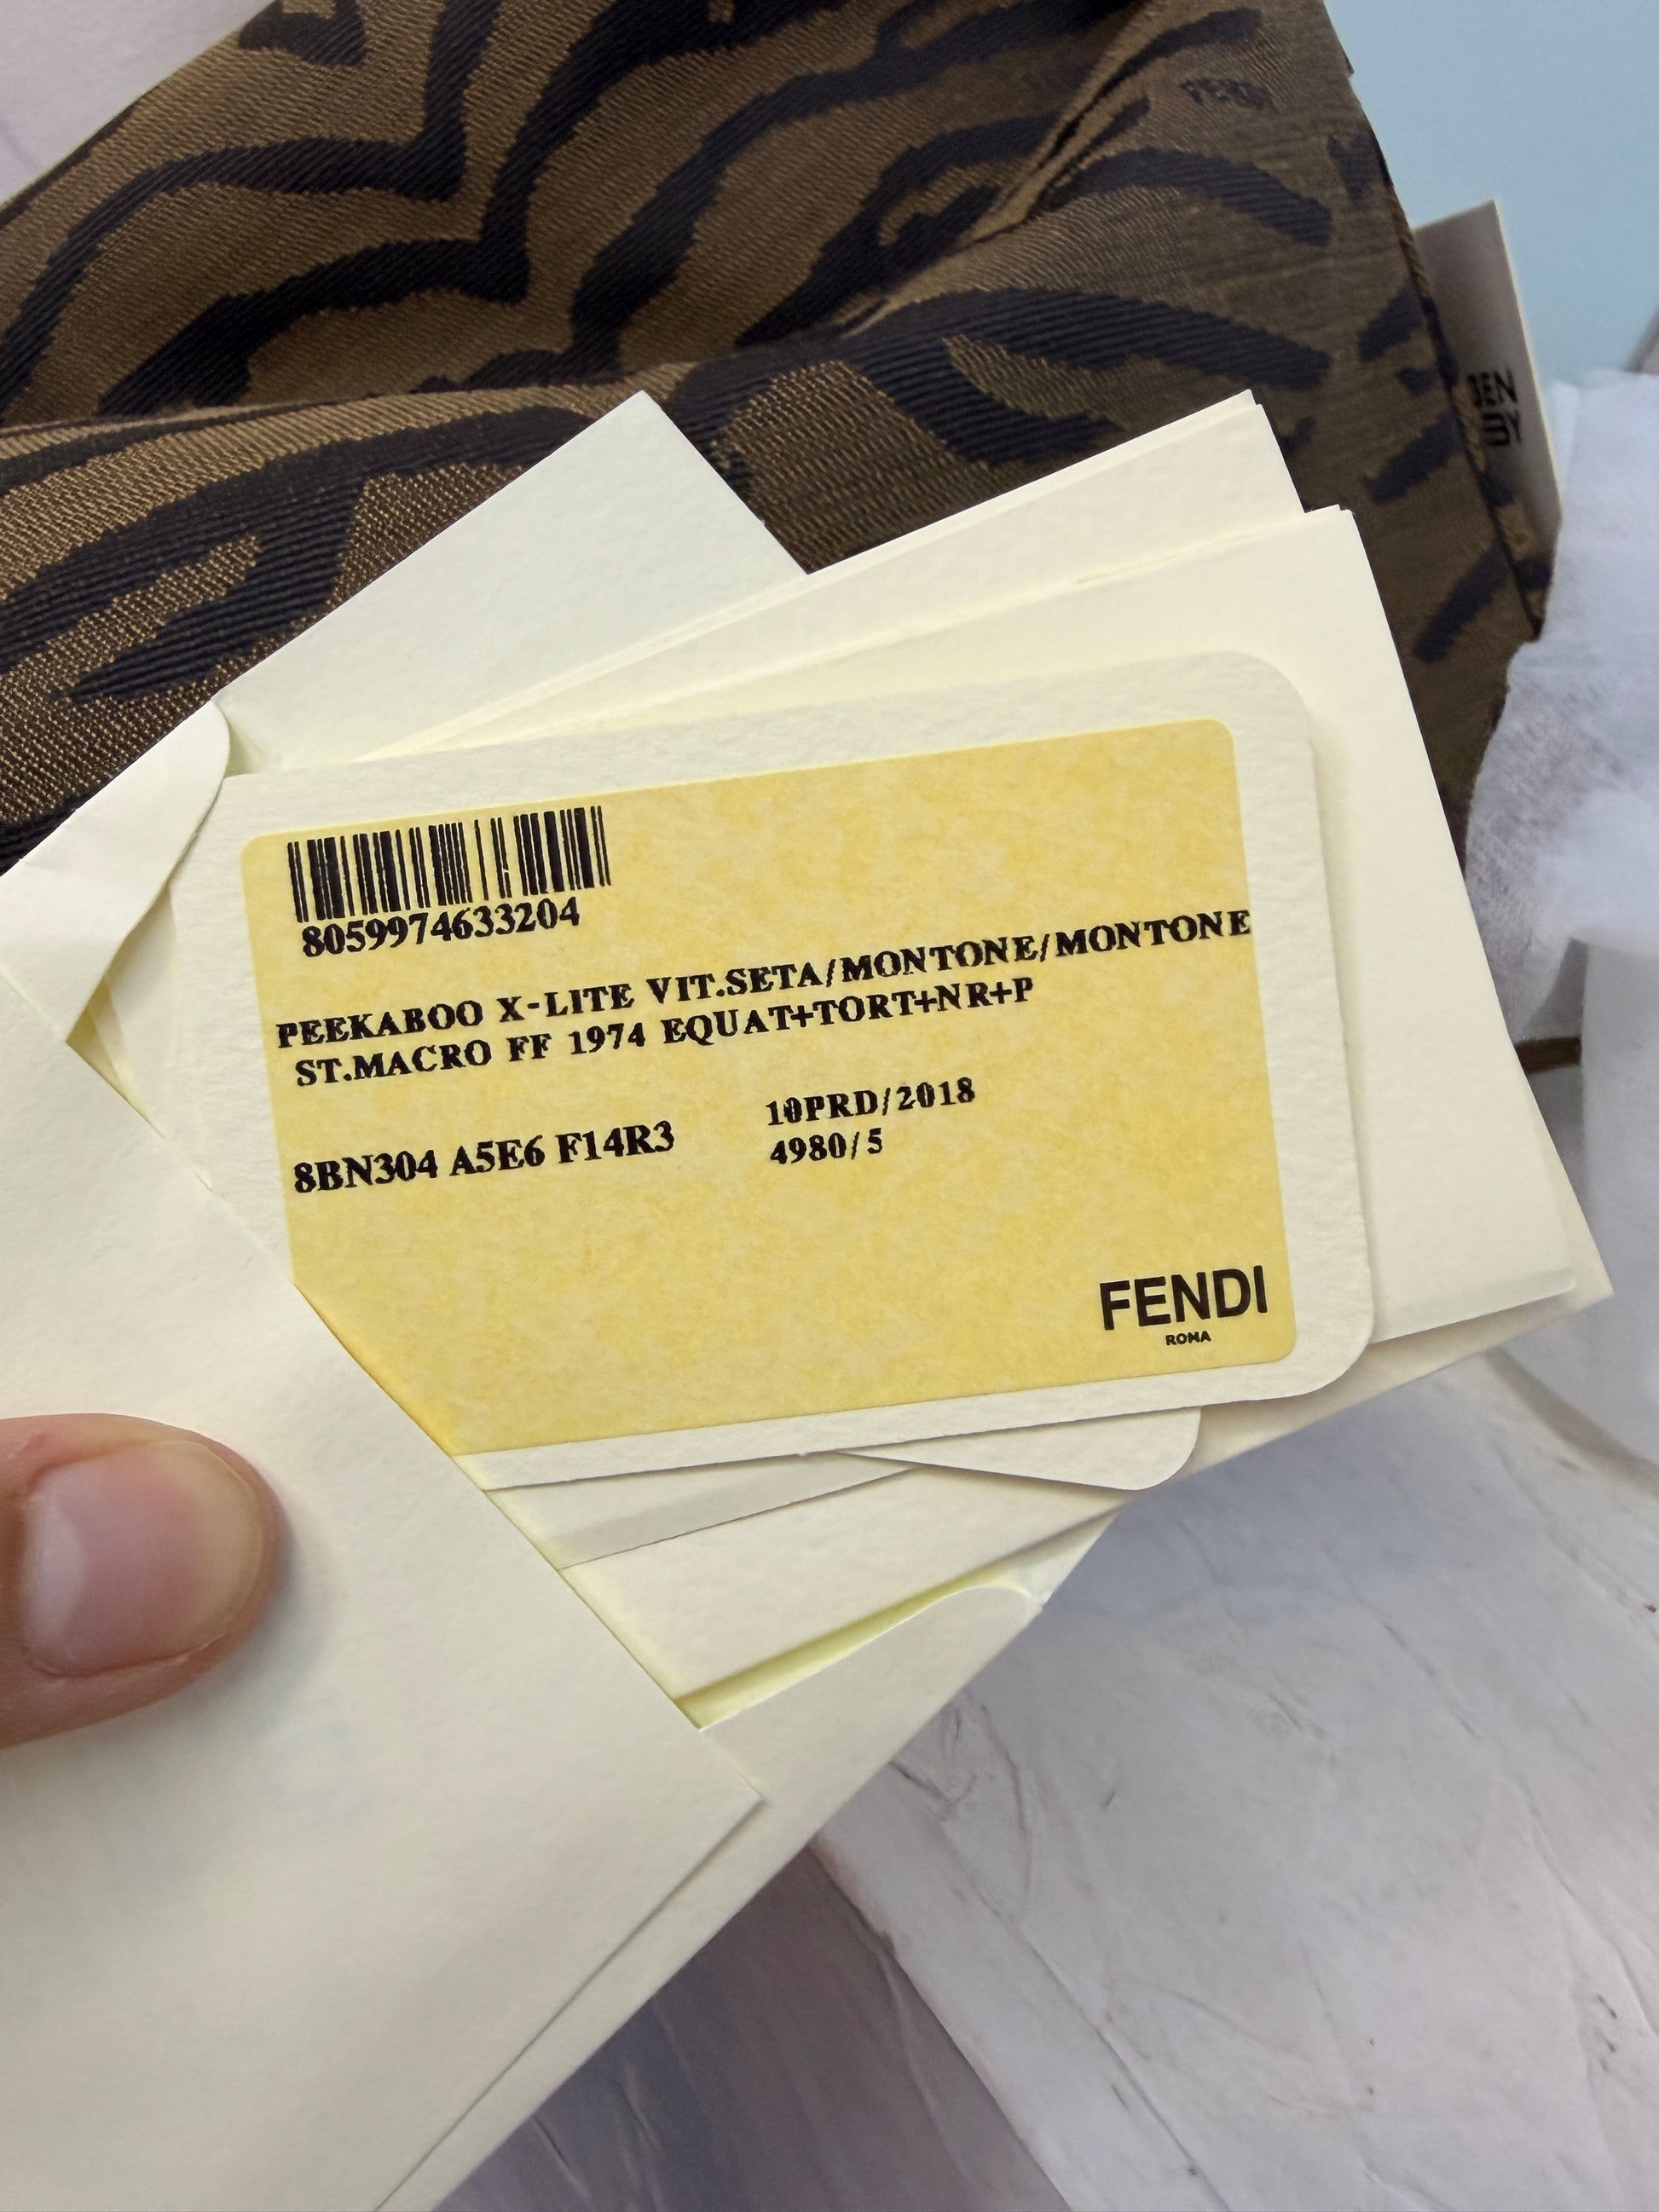 8059974633204
PEEKABOO X-LITE VIT.SETA/MONTONE/MONTONE
ST.MACRO FF 1974 EQUAT+TORT+NR+P
8BN304 A5E6 F14R3
10PRD/2018
4980/5
FENDI
ROMA